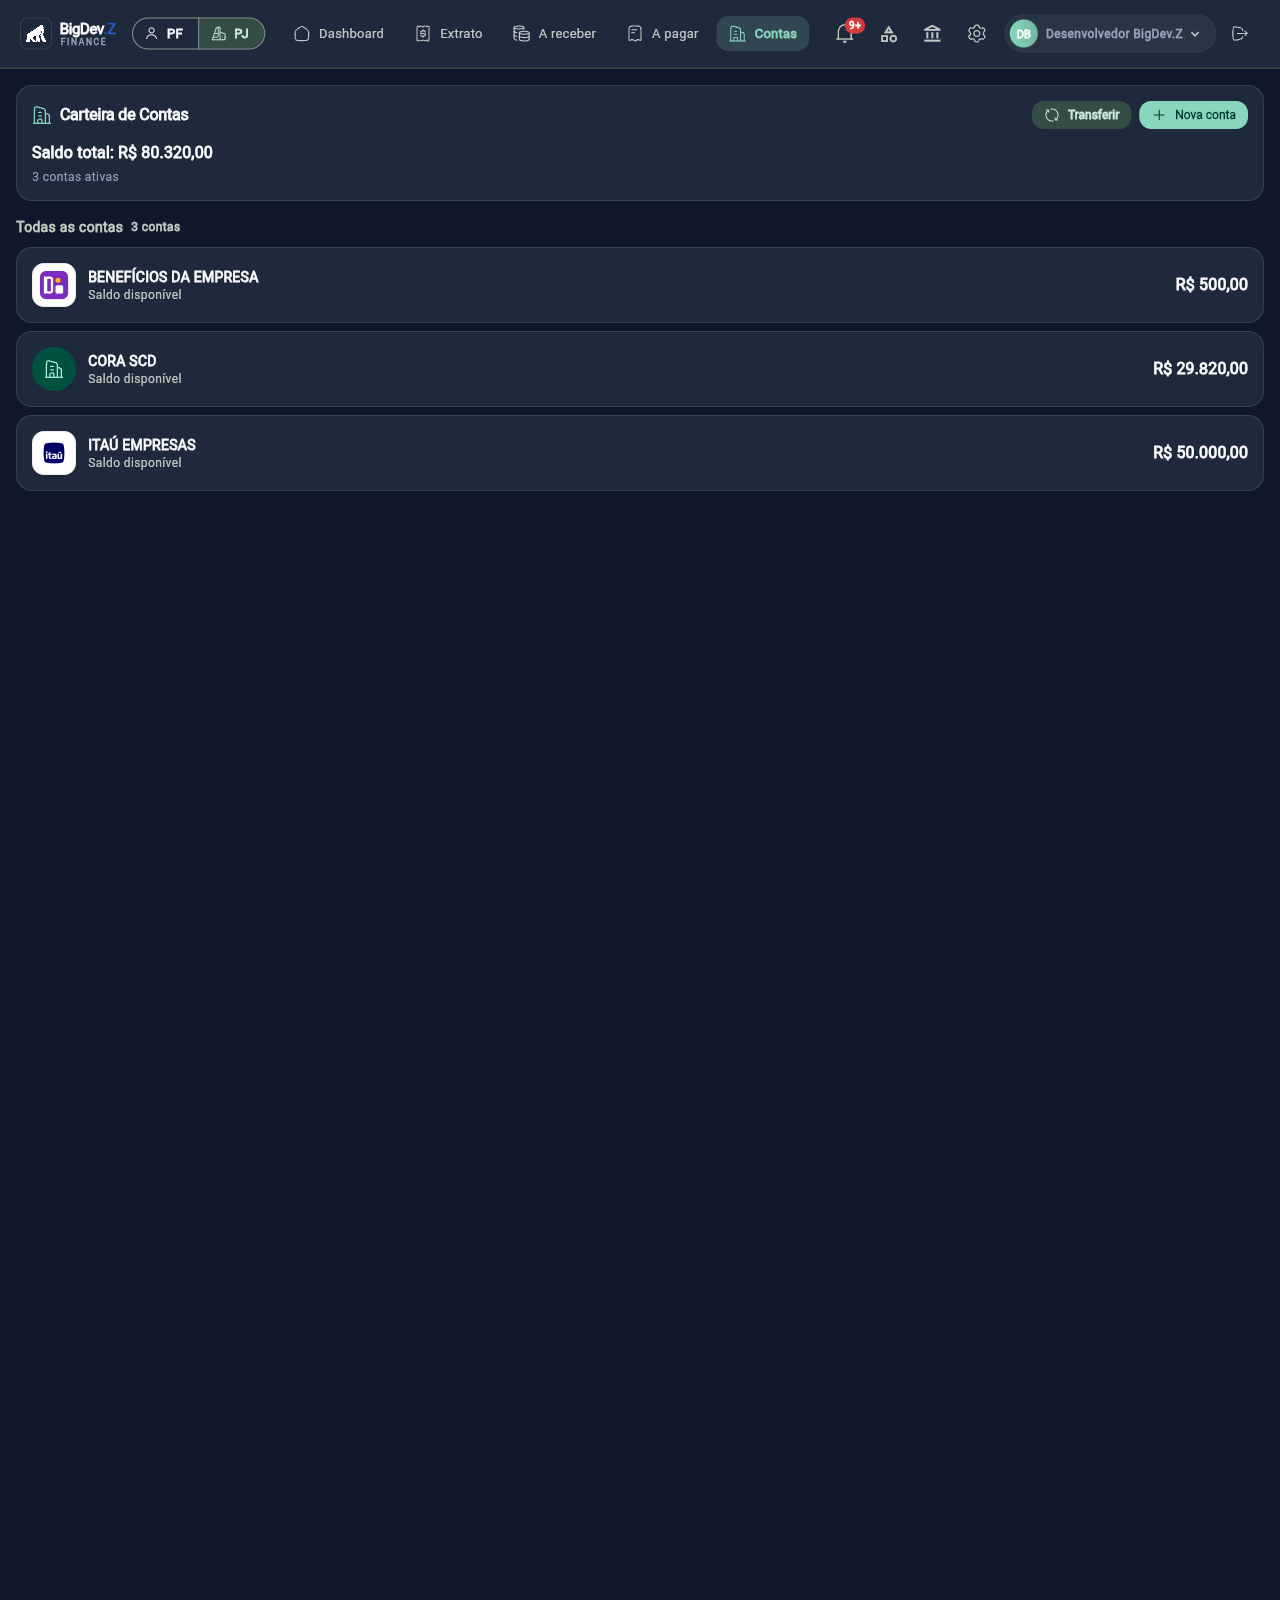 BigDev.Z
FINANCE
PF
PJ
Dashboard
Extrato
A receber
A pagar
Contas
9+
DB
Desenvolvedor BigDev.Z
Carteira de Contas
Transferir
Nova conta
Saldo total: R$ 80.320,00
3 contas ativas
Todas as contas 3 contas
BENEFÍCIOS DA EMPRESA
Saldo disponível
R$ 500,00
CORA SCD
Saldo disponível
R$ 29.820,00
itaú
ITAÚ EMPRESAS
Saldo disponível
R$ 50.000,00